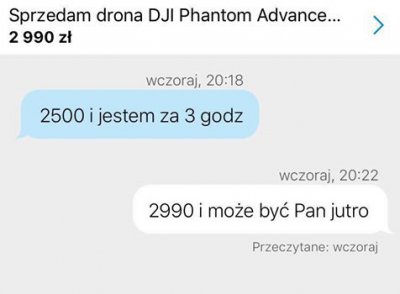 Sprzedam drona DJI Phantom Advance...
2 990 zł
wczoraj, 20:18
2500 i jestem za 3 godz
wczoraj, 20:22
2990 i może być Pan jutro
Przeczytane: wczoraj